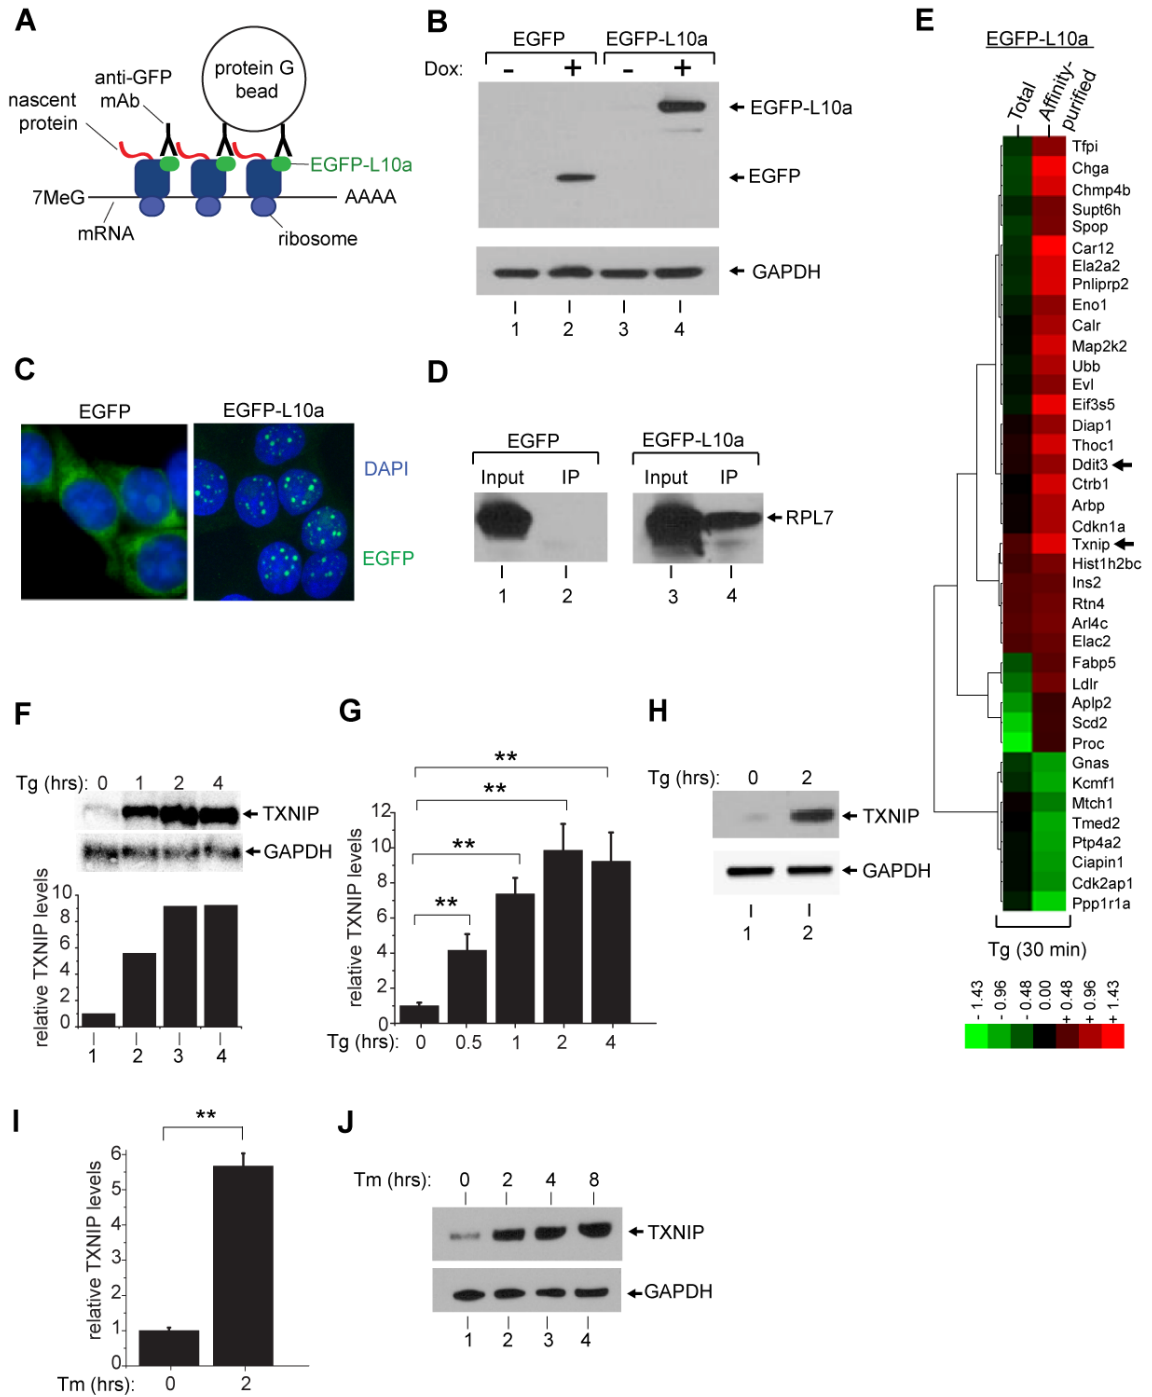 A
anti-GFP
mAb
protein G
bead
nascent
protein
EGFP-L10a
7MeG
AAAA
mRNA
ribosome
B
EGFP
EGFP-L10a
Dox:
-
+
-
+
EGFP-L10a
EGFP
GAPDH
1 2 3 4
C
EGFP
EGFP-L10a
DAPI
EGFP
D
EGFP
EGFP-L10a
Input IP
Input IP
RPL7
1 2 3 4
E
EGFP-L10a
Total
Affinity-
purified
Tfpi
Chga
Chmp4b
Supt6h
Spop
Car12
Ela2a2
Pnliprp2
Eno1
Calr
Map2k2
Ubb
Evl
Eif3s5
Diap1
Thoc1
Ddit3
Ctrb1
Arbp
Cdkn1a
Txnip
Hist1h2bc
Ins2
Rtn4
Arl4c
Elac2
Fabp5
Ldlr
Aplp2
Scd2
Proc
Gnas
Kcmf1
Mtch1
Tmed2
Ptp4a2
Ciapin1
Cdk2ap1
Ppp1r1a
Tg (30 min)
- 1.43
- 0.96
- 0.48
0.00
+ 0.48
+ 0.96
+ 1.43
F
Tg (hrs): 0 1 2 4
TXNIP
GAPDH
relative TXNIP levels
10
8
6
4
2
0
1 2 3 4
G
**
**
**
**
relative TXNIP levels
12
10
8
6
4
2
0
Tg (hrs): 0 0.5 1 2 4
H
Tg (hrs): 0 2
TXNIP
GAPDH
1 2
I
**
relative TXNIP levels
6
5
4
3
2
1
0
Tm (hrs): 0 2
J
Tm (hrs): 0 2 4 8
TXNIP
GAPDH
1 2 3 4